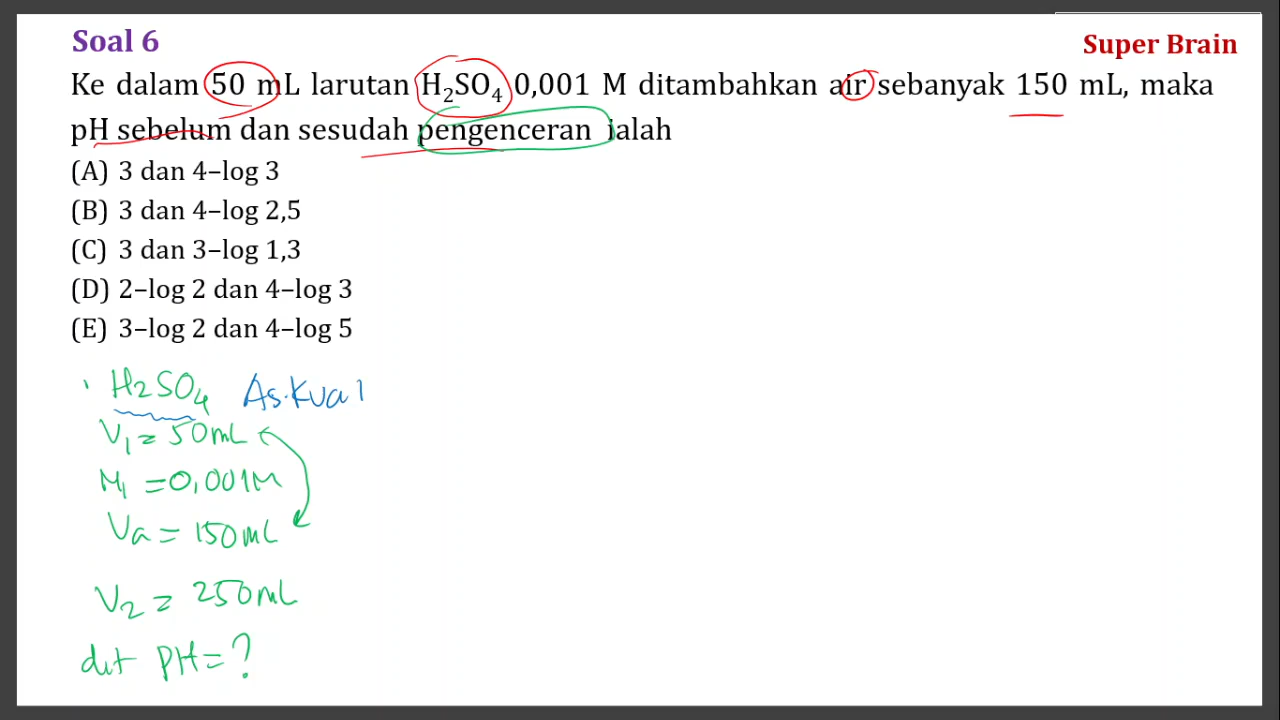 Soal 6
Super Brain
Ke dalam 50 mL larutan H₂SO₄ 0,001 M ditambahkan air sebanyak 150 mL, maka
pH sebelum dan sesudah pengenceran ialah
(A) 3 dan 4–log 3
(B) 3 dan 4–log 2,5
(C) 3 dan 3–log 1,3
(D) 2–log 2 dan 4–log 3
(E) 3–log 2 dan 4–log 5
H2SO4 As.Kuat
V1 = 50mL
M1 = 0,001M
Va = 150mL
V2 = 250mL
dit PH = ?